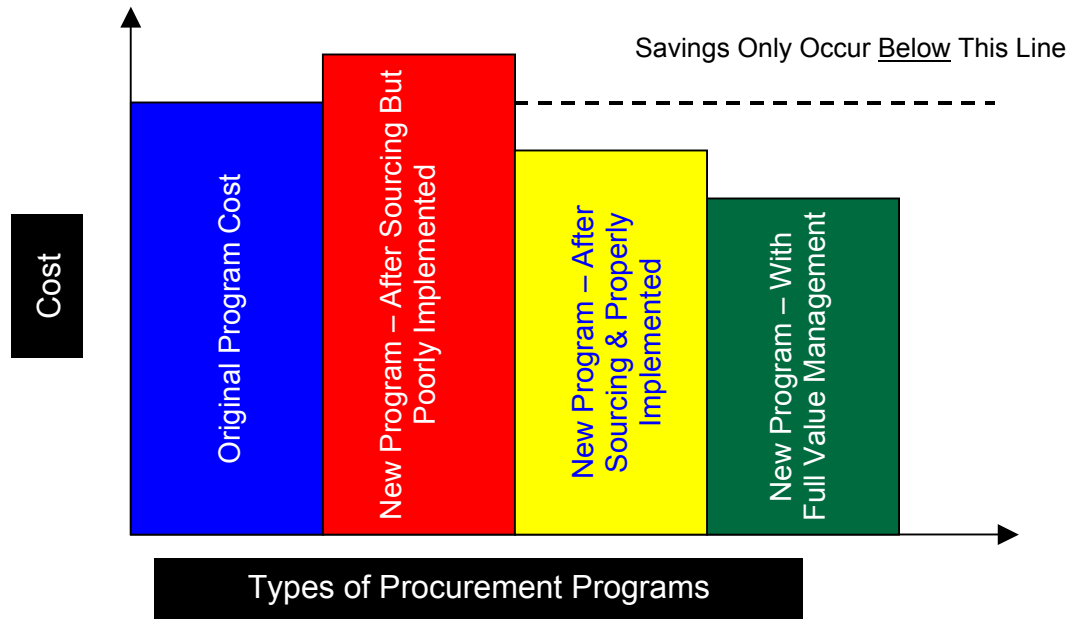 Savings Only Occur Below This Line
Cost
Original Program Cost
New Program – After Sourcing But
Poorly Implemented
New Program – After
Sourcing & Properly
Implemented
New Program – With
Full Value Management
Types of Procurement Programs